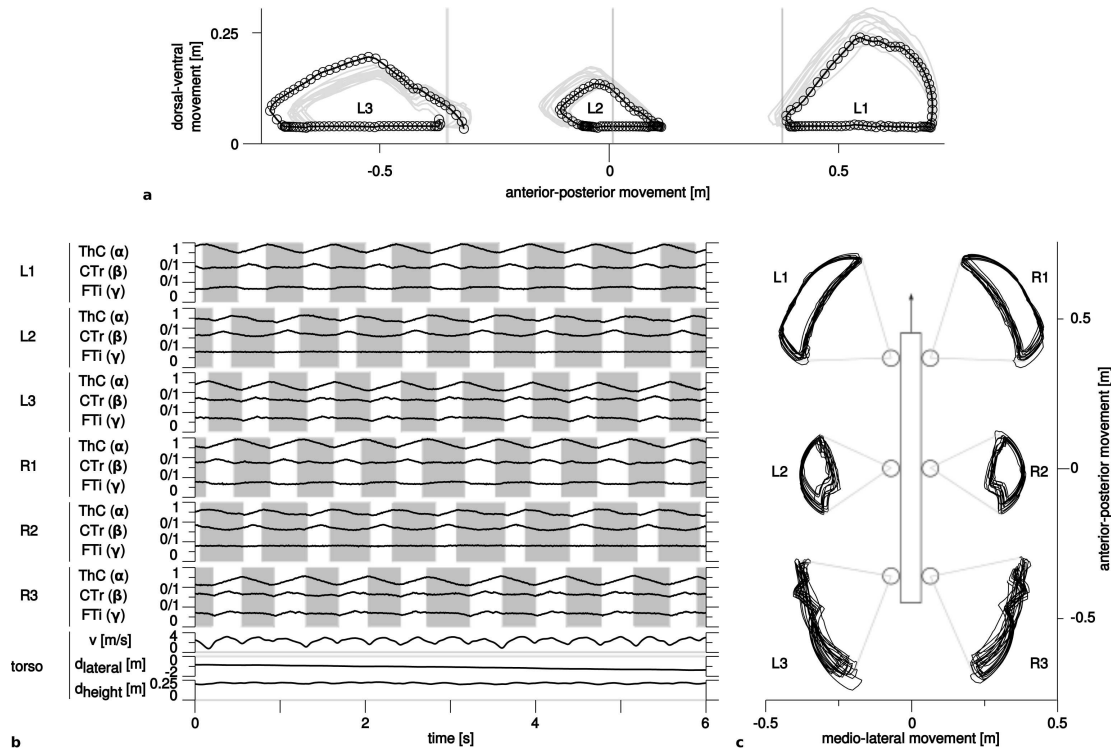 0.25
dorsal-ventral
movement [m]
0
L3
L2
L1
-0.5
0
0.5
anterior-posterior movement [m]
a
L1
ThC (α)
CTr (β)
FTi (γ)
1
0/1
0/1
0
L2
ThC (α)
CTr (β)
FTi (γ)
1
0/1
0/1
0
L3
ThC (α)
CTr (β)
FTi (γ)
1
0/1
0/1
0
R1
ThC (α)
CTr (β)
FTi (γ)
1
0/1
0/1
0
R2
ThC (α)
CTr (β)
FTi (γ)
1
0/1
0/1
0
R3
ThC (α)
CTr (β)
FTi (γ)
1
0/1
0/1
0
torso
v [m/s]
4
0
dlateral [m]
0
-2
dheight [m]
0.25
0
0
2
4
6
time [s]
b
L1
R1
L2
R2
L3
R3
0.5
0
-0.5
anterior-posterior movement [m]
-0.5
0
0.5
medio-lateral movement [m]
c